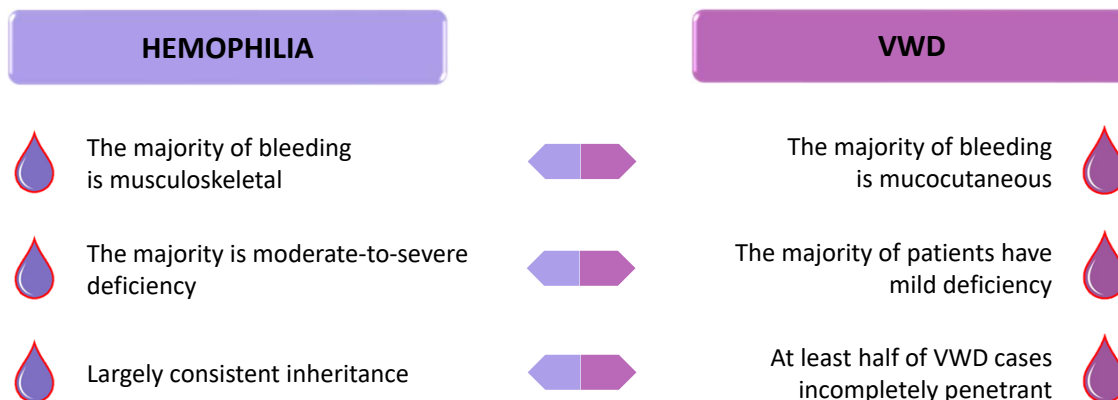 HEMOPHILIA
VWD
The majority of bleeding
is musculoskeletal
The majority of bleeding
is mucocutaneous
The majority is moderate-to-severe
deficiency
The majority of patients have
mild deficiency
Largely consistent inheritance
At least half of VWD cases
incompletely penetrant